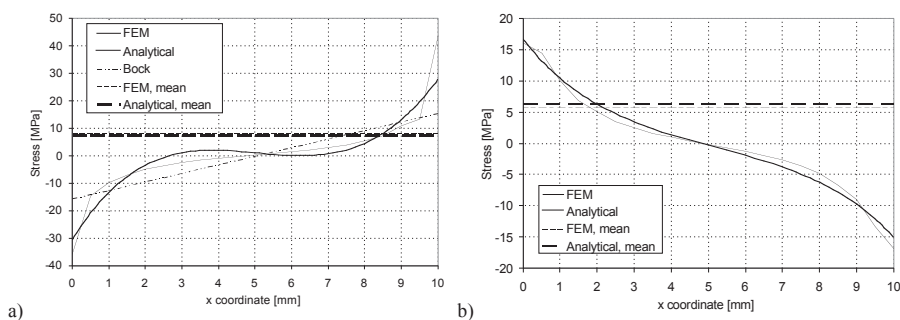 a)
Stress [MPa]
50
40
30
20
10
0
-10
-20
-30
-40
FEM
Analytical
Bock
FEM, mean
Analytical, mean
0 1 2 3 4 5 6 7 8 9 10
x coordinate [mm]
b)
Stress [MPa]
20
15
10
5
0
-5
-10
-15
-20
FEM
Analytical
FEM, mean
Analytical, mean
0 1 2 3 4 5 6 7 8 9 10
x coordinate [mm]